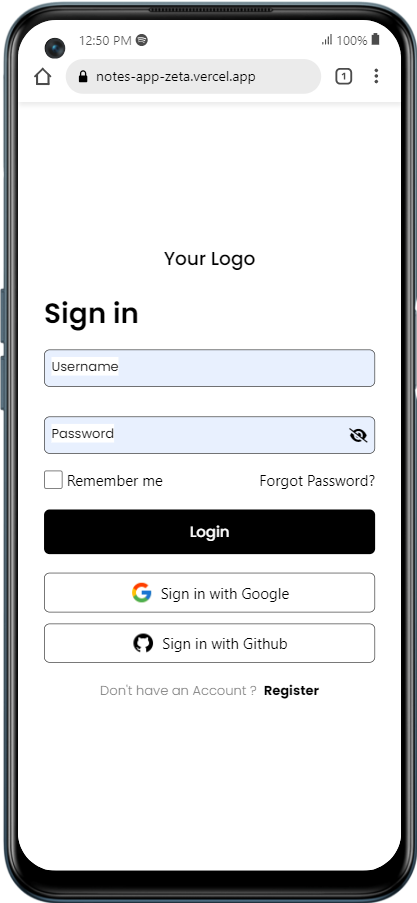 12:50 PM 100%
notes-app-zeta.vercel.app 1
Your Logo
Sign in
Username
Password
Remember me Forgot Password?
Login
Sign in with Google
Sign in with Github
Don't have an Account ? Register